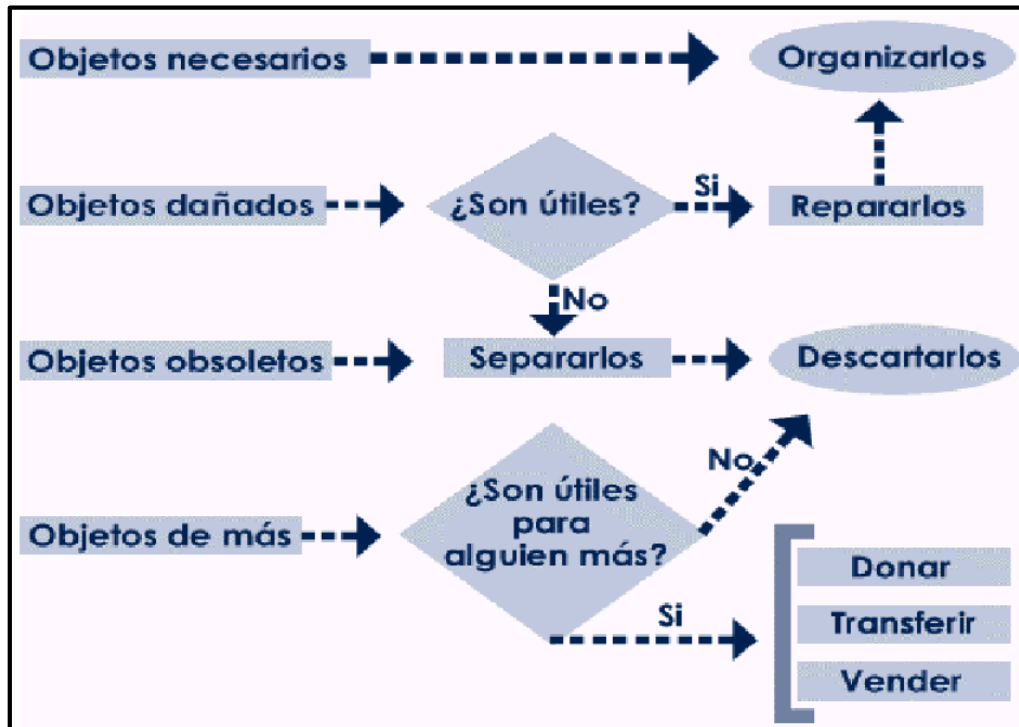 Objetos necesarios
Organizarlos
Objetos dañados
¿Son útiles?
Si
Repararlos
No
Objetos obsoletos
Separarlos
Descartarlos
Objetos de más
¿Son útiles
para
alguien más?
No
Si
Donar
Transferir
Vender